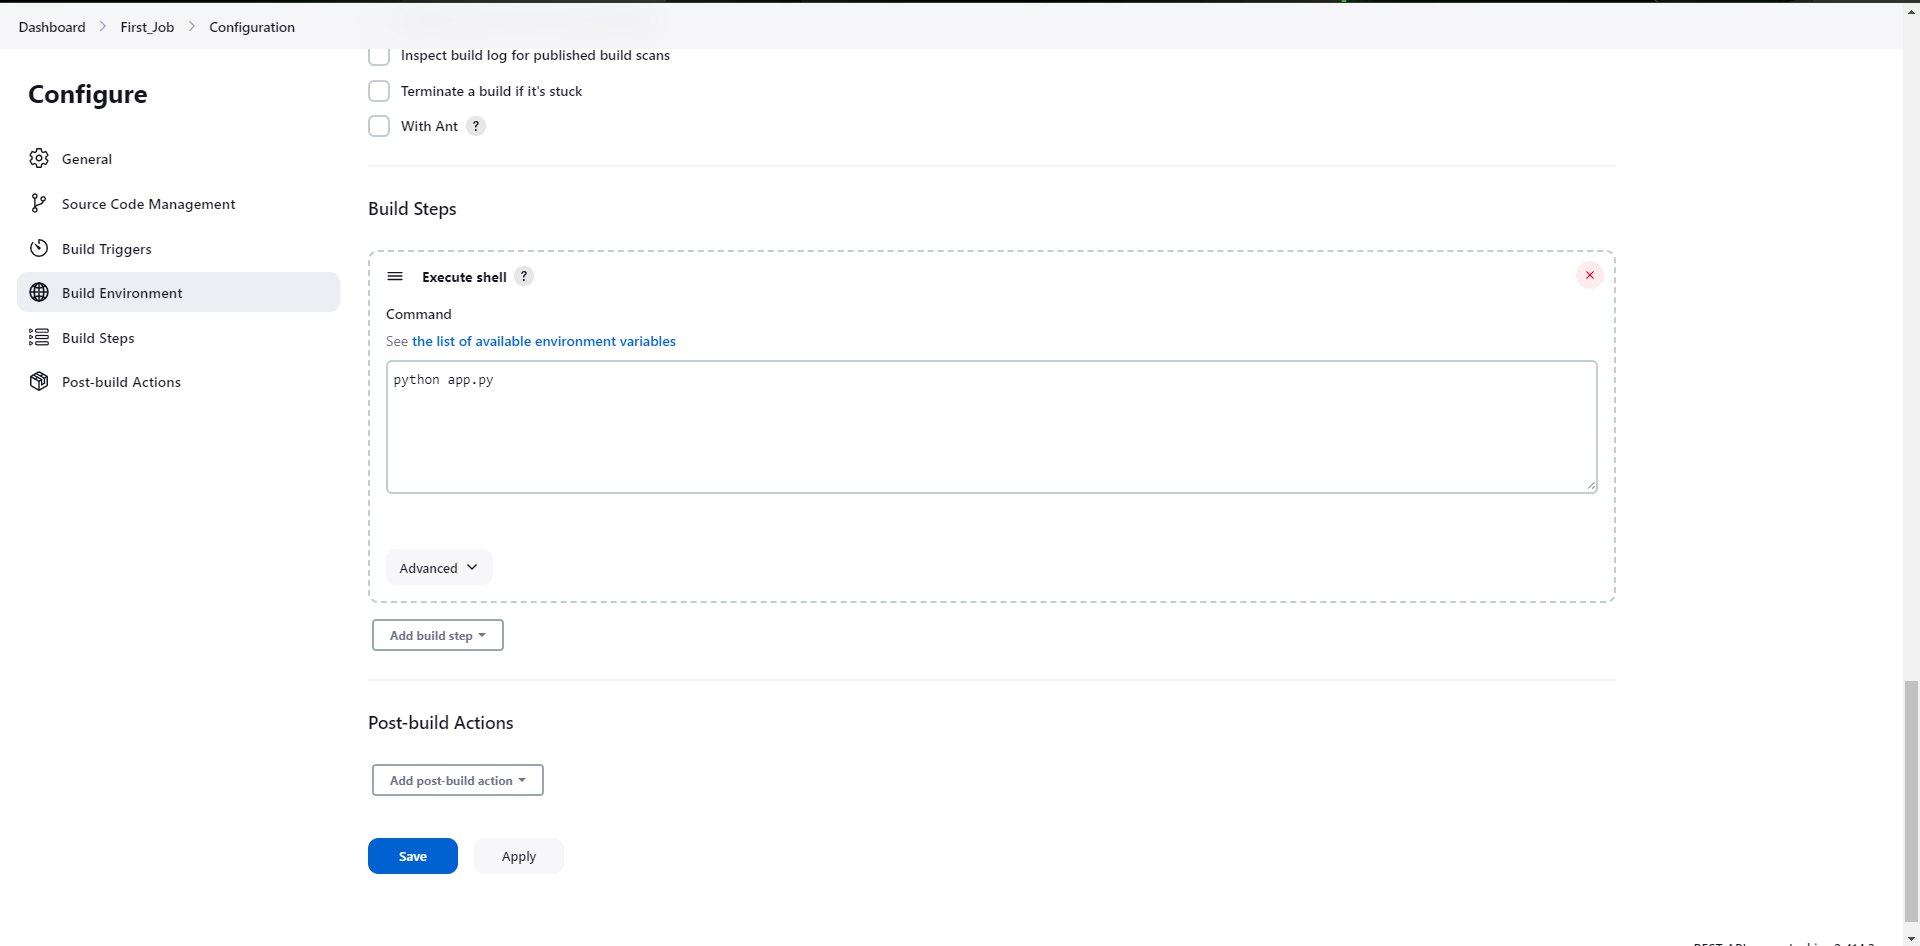 Dashboard > First_Job > Configuration
Configure
General
Source Code Management
Build Triggers
Build Environment
Build Steps
Post-build Actions
Inspect build log for published build scans
Terminate a build if it's stuck
With Ant ?
Build Steps
Execute shell ?
Command
See the list of available environment variables
python app.py
Advanced
Add build step
Post-build Actions
Add post-build action
Save Apply